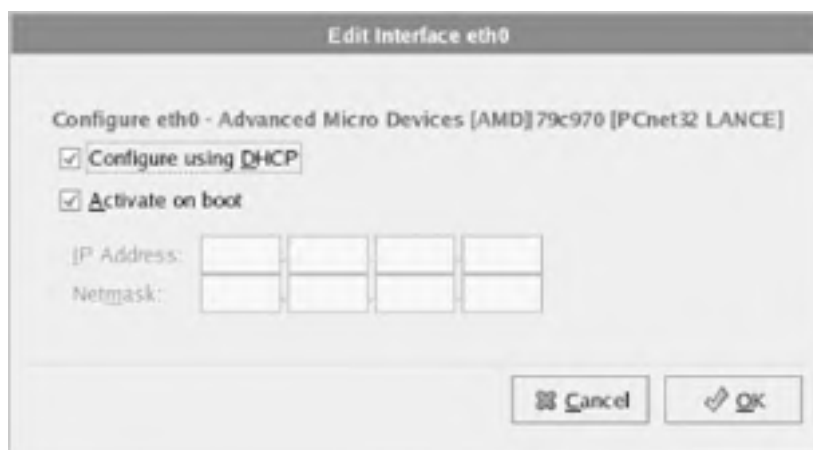 Edit Interface eth0
Configure eth0 - Advanced Micro Devices [AMD] 79c970 [PCnet32 LANCE]
Configure using DHCP
Activate on boot
IP Address:
Netmask:
Cancel
OK